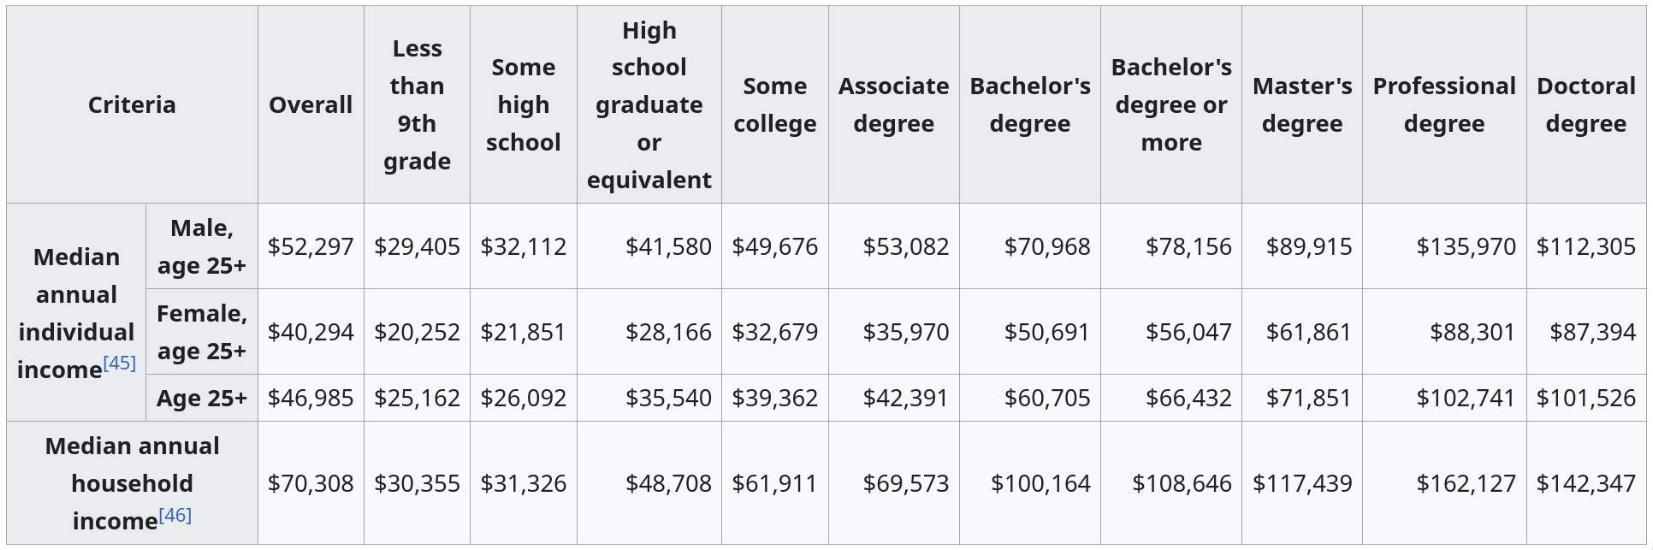 Criteria
Overall
Less
than
9th
grade
Some
high
school
High
school
graduate
or
equivalent
Some
college
Associate
degree
Bachelor's
degree
Bachelor's
degree or
more
Master's
degree
Professional
degree
Doctoral
degree
Median
annual
individual
income[45]
Male,
age 25+
$52,297 $29,405 $32,112 $41,580 $49,676 $53,082 $70,968 $78,156 $89,915 $135,970 $112,305
Female,
age 25+
$40,294 $20,252 $21,851 $28,166 $32,679 $35,970 $50,691 $56,047 $61,861 $88,301 $87,394
Age 25+ $46,985 $25,162 $26,092 $35,540 $39,362 $42,391 $60,705 $66,432 $71,851 $102,741 $101,526
Median annual
household
income[46]
$70,308 $30,355 $31,326 $48,708 $61,911 $69,573 $100,164 $108,646 $117,439 $162,127 $142,347